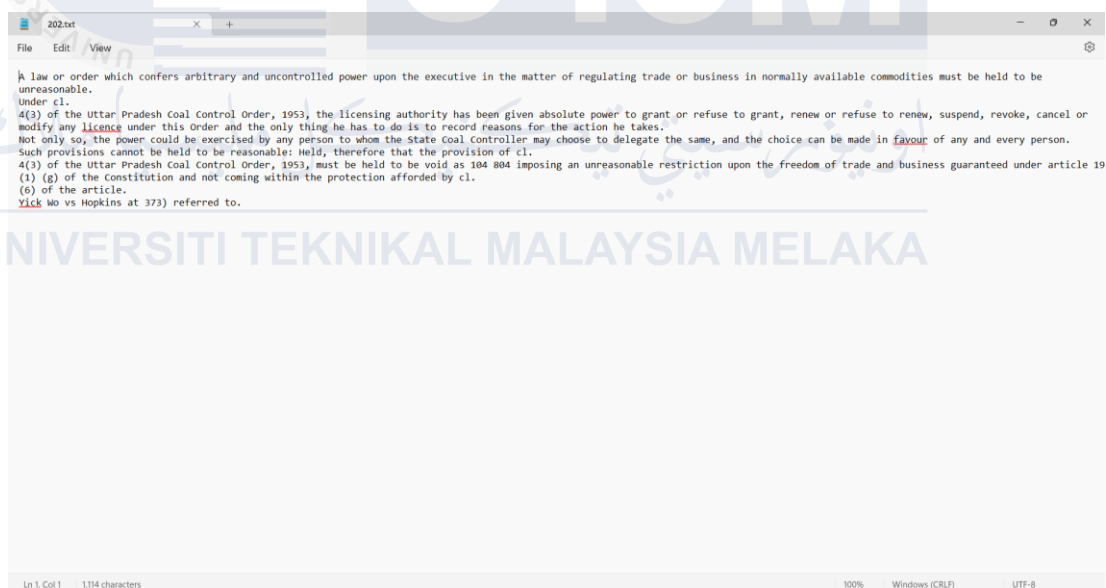 202.txt
File Edit View
A law or order which confers arbitrary and uncontrolled power upon the executive in the matter of regulating trade or business in normally available commodities must be held to be
unreasonable.
Under cl.
4(3) of the Uttar Pradesh Coal Control Order, 1953, the licensing authority has been given absolute power to grant or refuse to grant, renew or refuse to renew, suspend, revoke, cancel or
modify any licence under this Order and the only thing he has to do is to record reasons for the action he takes.
Not only so, the power could be exercised by any person to whom the State Coal Controller may choose to delegate the same, and the choice can be made in favour of any and every person.
Such provisions cannot be held to be reasonable: Held, therefore that the provision of cl.
4(3) of the Uttar Pradesh Coal Control Order, 1953, must be held to be void as 104 804 imposing an unreasonable restriction upon the freedom of trade and business guaranteed under article 19
(1) (g) of the Constitution and not coming within the protection afforded by cl.
(6) of the article.
Yick Wo vs Hopkins at 373) referred to.
NIVERSITI TEKNIKAL MALAYSIA MELAKA
Ln 1, Col 1 1,114 characters 100% Windows (CRLF) UTF-8